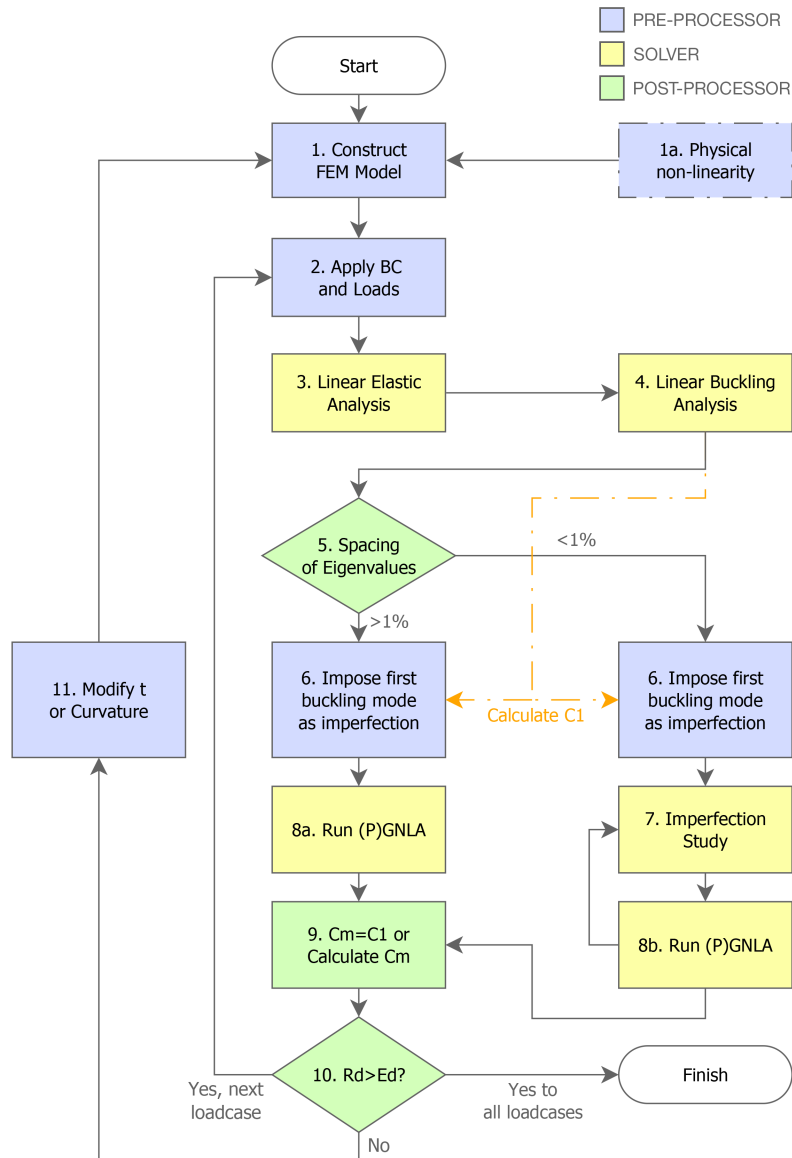 PRE-PROCESSOR
SOLVER
POST-PROCESSOR
Start
1. Construct
FEM Model
1a. Physical
non-linearity
2. Apply BC
and Loads
3. Linear Elastic
Analysis
4. Linear Buckling
Analysis
5. Spacing
of Eigenvalues
<1%
>1%
11. Modify t
or Curvature
6. Impose first
buckling mode
as imperfection
Calculate C1
6. Impose first
buckling mode
as imperfection
8a. Run (P)GNLA
7. Imperfection
Study
9. Cm=C1 or
Calculate Cm
8b. Run (P)GNLA
10. Rd>Ed?
Yes, next
loadcase
Yes to
all loadcases
Finish
No